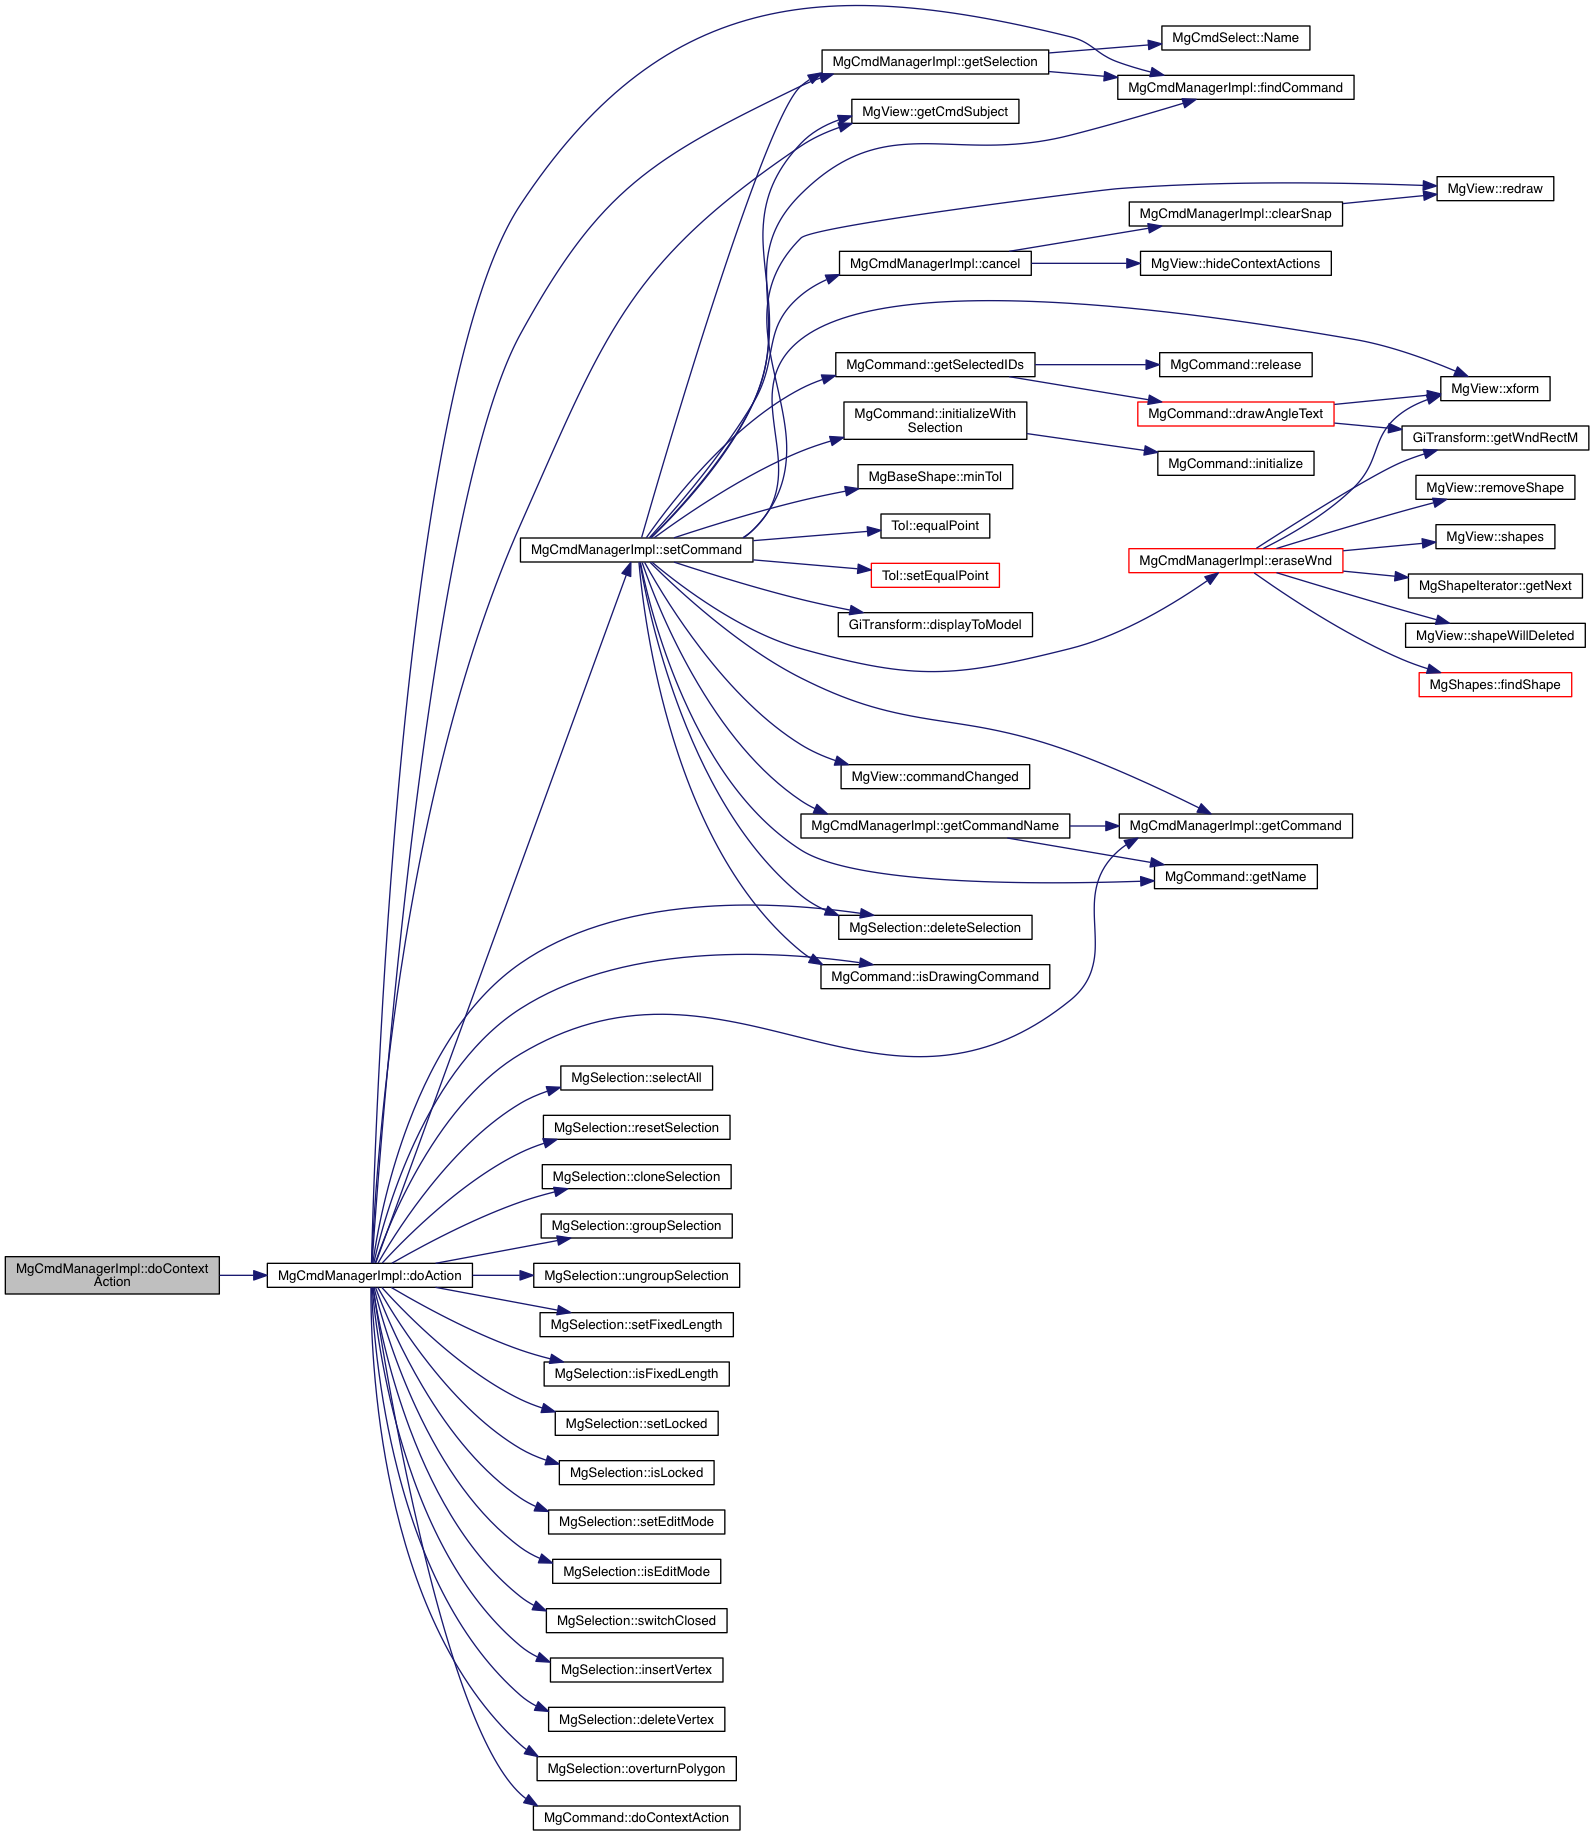 MgCmdSelect::Name
MgCmdManagerImpl::getSelection
MgCmdManagerImpl::findCommand
MgView::getCmdSubject
MgView::redraw
MgCmdManagerImpl::clearSnap
MgCmdManagerImpl::cancel
MgView::hideContextActions
MgCommand::getSelectedIDs
MgCommand::release
MgView::xform
MgCommand::drawAngleText
MgCommand::initializeWith
Selection
GiTransform::getWndRectM
MgCommand::initialize
MgBaseShape::minTol
MgView::removeShape
Tol::equalPoint
MgView::shapes
MgCmdManagerImpl::setCommand
MgCmdManagerImpl::eraseWnd
Tol::setEqualPoint
MgShapeIterator::getNext
GiTransform::displayToModel
MgView::shapeWillDeleted
MgShapes::findShape
MgView::commandChanged
MgCmdManagerImpl::getCommandName
MgCmdManagerImpl::getCommand
MgCommand::getName
MgSelection::deleteSelection
MgCommand::isDrawingCommand
MgSelection::selectAll
MgSelection::resetSelection
MgSelection::cloneSelection
MgSelection::groupSelection
MgCmdManagerImpl::doContext
Action
MgCmdManagerImpl::doAction
MgSelection::ungroupSelection
MgSelection::setFixedLength
MgSelection::isFixedLength
MgSelection::setLocked
MgSelection::isLocked
MgSelection::setEditMode
MgSelection::isEditMode
MgSelection::switchClosed
MgSelection::insertVertex
MgSelection::deleteVertex
MgSelection::overturnPolygon
MgCommand::doContextAction